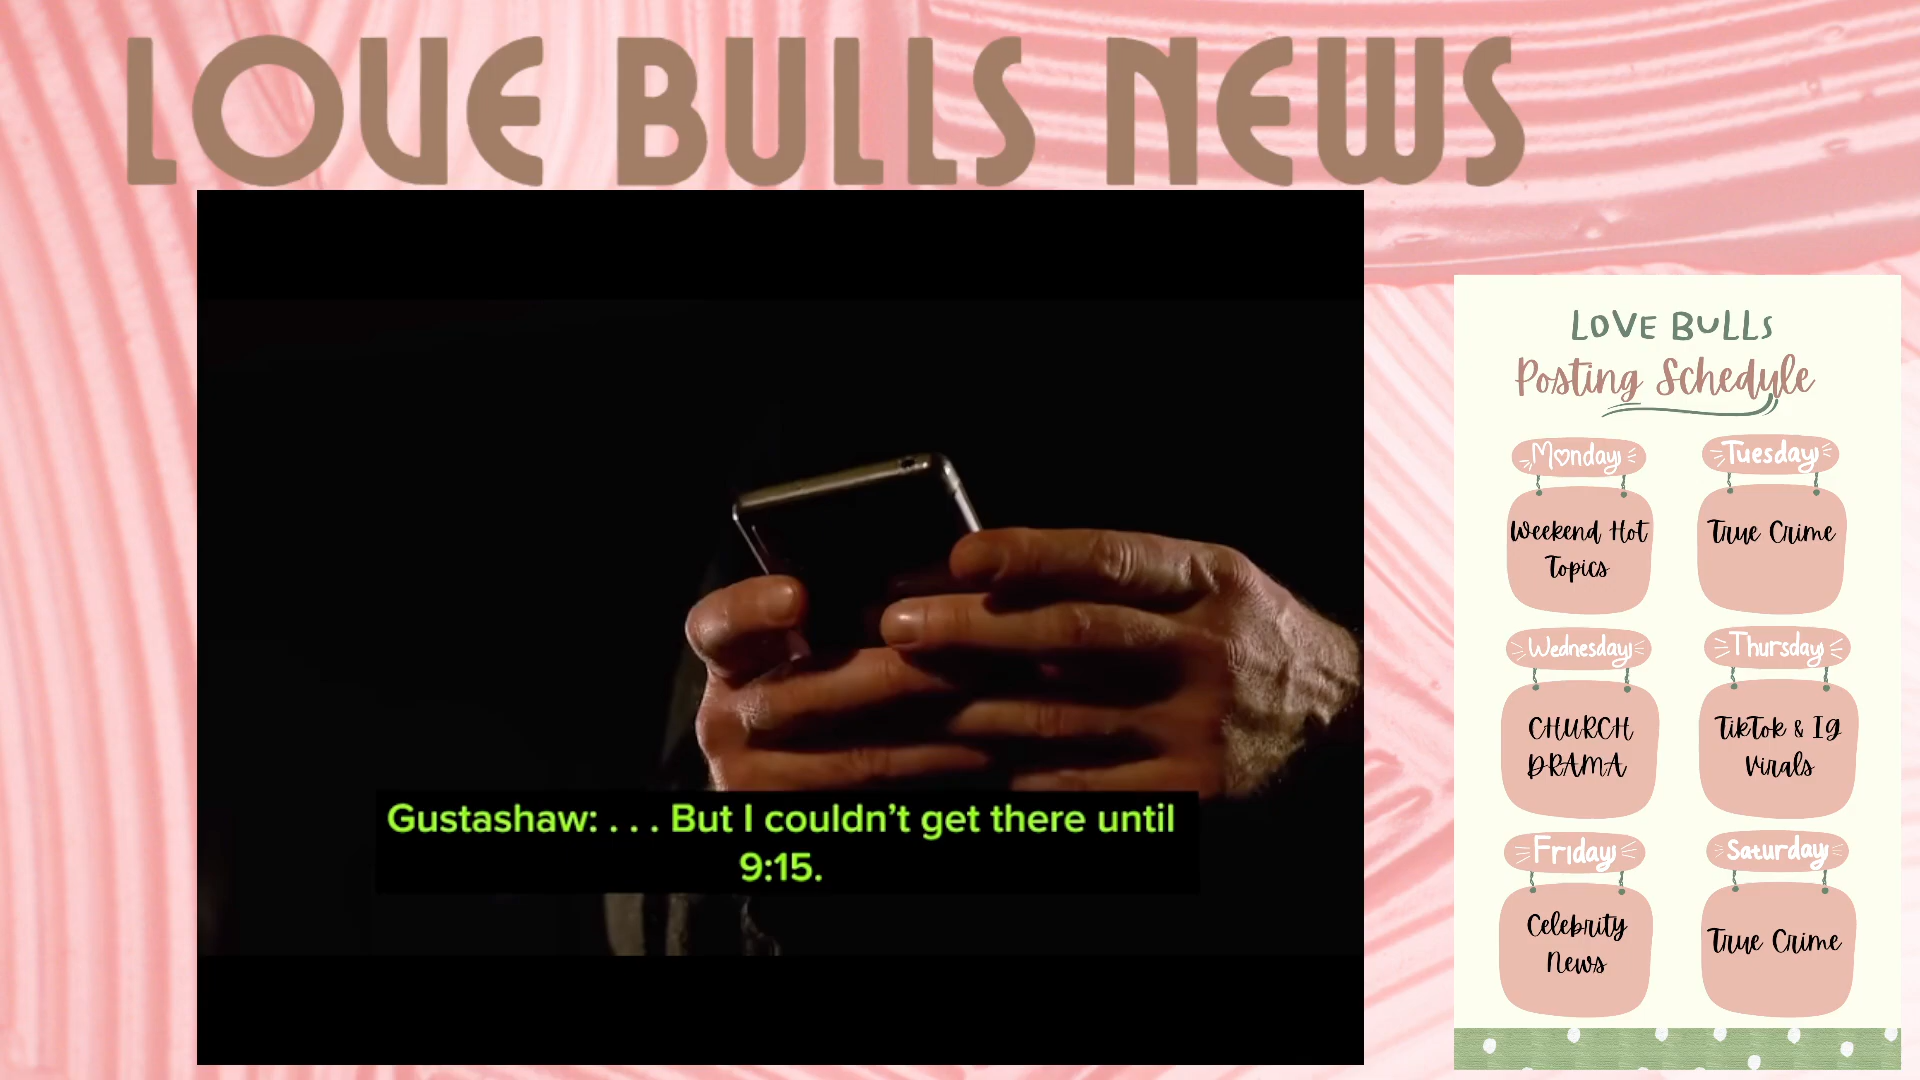 LOVE BULLS NEWS
Gustashaw: . . . But I couldn't get there until
9:15.
LOVE BULLS
Posting Schedule
Monday
Weekend Hot
Topics
Tuesday
True Crime
Wednesday
CHURCH
DRAMA
Thursday
TikTok & IG
Virals
Friday
Celebrity
News
Saturday
True Crime